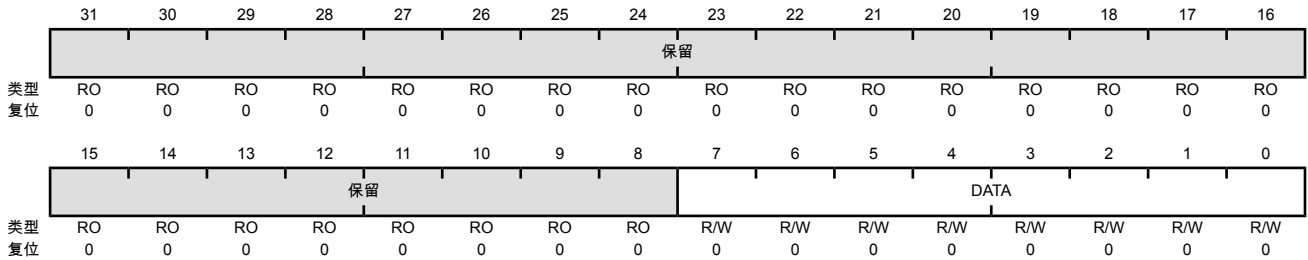 31 30 29 28 27 26 25 24 23 22 21 20 19 18 17 16
保留
类型 RO RO RO RO RO RO RO RO RO RO RO RO RO RO RO RO
复位 0 0 0 0 0 0 0 0 0 0 0 0 0 0 0 0
15 14 13 12 11 10 9 8 7 6 5 4 3 2 1 0
保留 DATA
类型 RO RO RO RO RO RO RO RO R/W R/W R/W R/W R/W R/W R/W R/W
复位 0 0 0 0 0 0 0 0 0 0 0 0 0 0 0 0